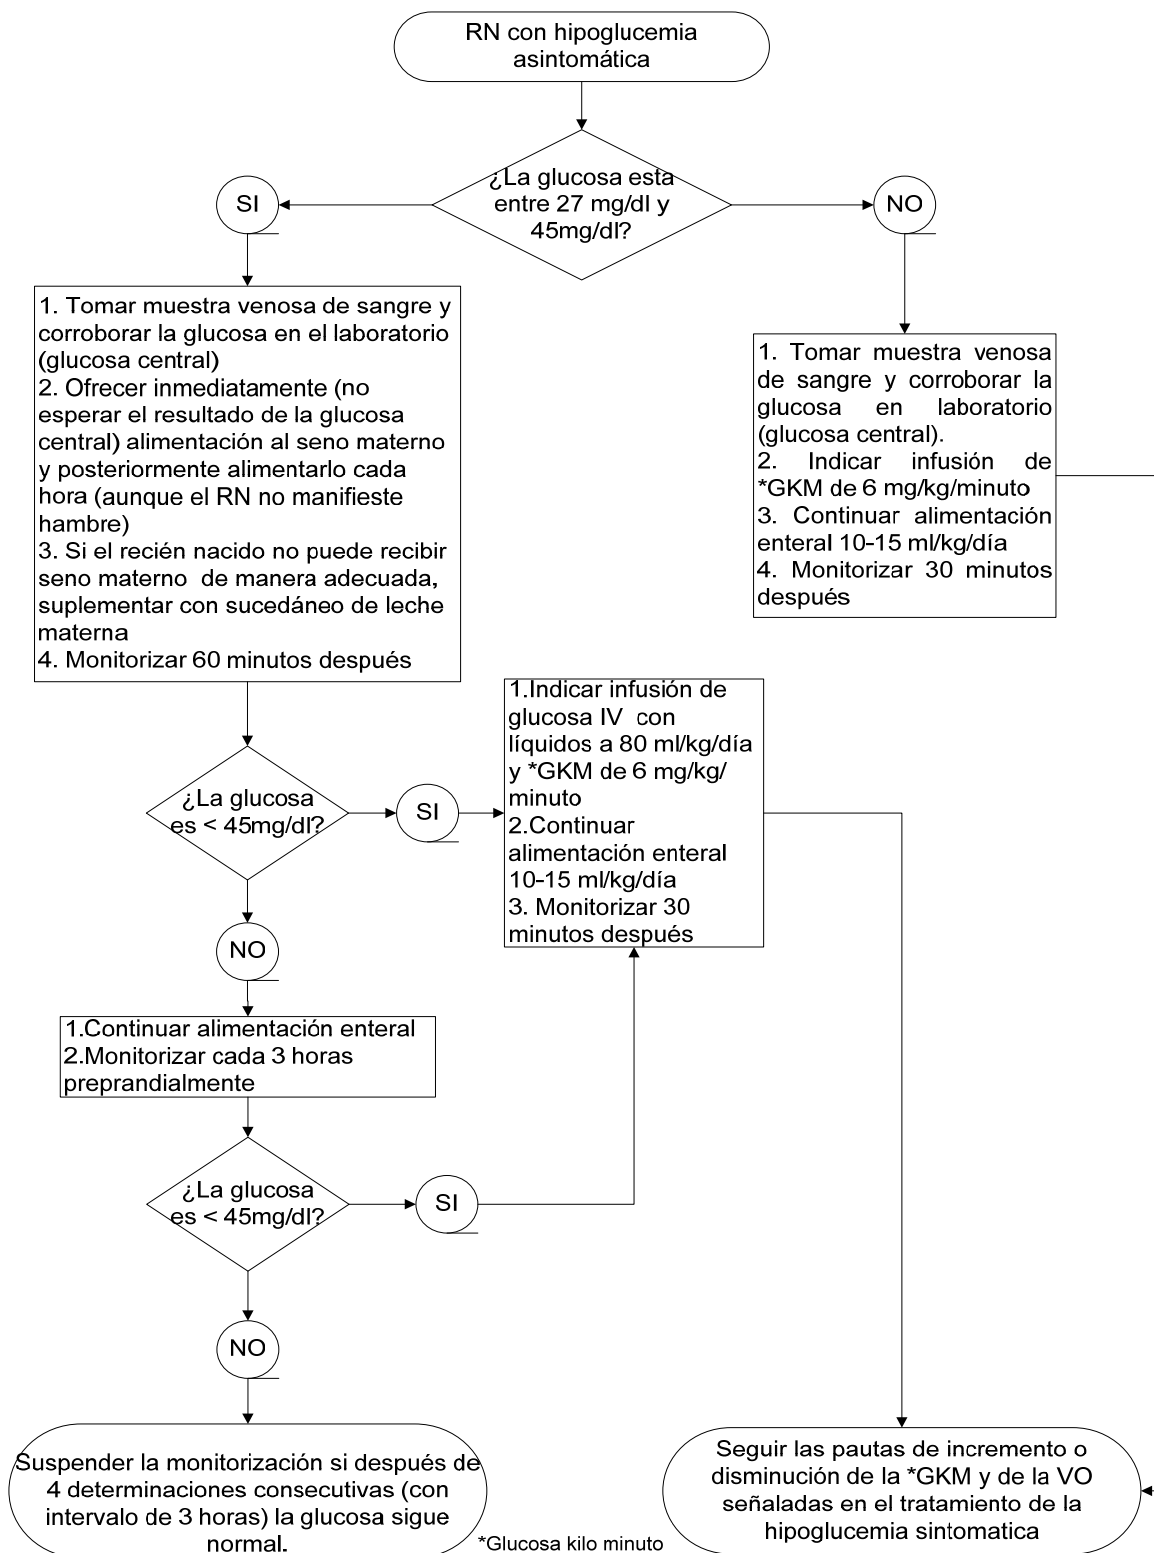 RN con hipoglucemia
asintomática
¿La glucosa esta
entre 27 mg/dl y
45mg/dl?
SI
NO
1. Tomar muestra venosa de sangre y
corroborar la glucosa en el laboratorio
(glucosa central)
2. Ofrecer inmediatamente (no
esperar el resultado de la glucosa
central) alimentación al seno materno
y posteriormente alimentarlo cada
hora (aunque el RN no manifieste
hambre)
3. Si el recién nacido no puede recibir
seno materno de manera adecuada,
suplementar con sucedáneo de leche
materna
4. Monitorizar 60 minutos después
1. Tomar muestra venosa
de sangre y corroborar la
glucosa en laboratorio
(glucosa central).
2. Indicar infusión de
*GKM de 6 mg/kg/minuto
3. Continuar alimentación
enteral 10-15 ml/kg/día
4. Monitorizar 30 minutos
después
¿La glucosa
es < 45mg/dl?
SI
1.Indicar infusión de
glucosa IV con
líquidos a 80 ml/kg/día
y *GKM de 6 mg/kg/
minuto
2.Continuar
alimentación enteral
10-15 ml/kg/día
3. Monitorizar 30
minutos después
NO
1.Continuar alimentación enteral
2.Monitorizar cada 3 horas
preprandialmente
¿La glucosa
es < 45mg/dl?
SI
NO
Suspender la monitorización si después de
4 determinaciones consecutivas (con
intervalo de 3 horas) la glucosa sigue
normal.
*Glucosa kilo minuto
Seguir las pautas de incremento o
disminución de la *GKM y de la VO
señaladas en el tratamiento de la
hipoglucemia sintomatica